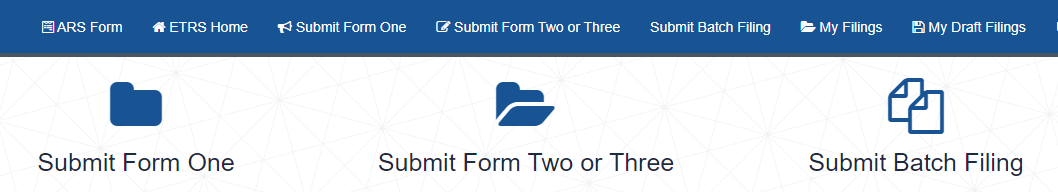 ARS Form ETRS Home Submit Form One Submit Form Two or Three Submit Batch Filing My Filings My Draft Filings
Submit Form One Submit Form Two or Three Submit Batch Filing